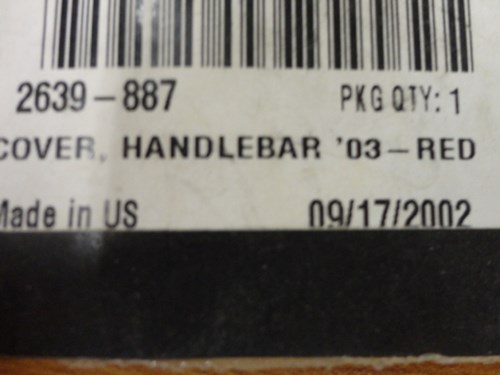 2639-887 PKG QTY: 1
COVER, HANDLEBAR '03-RED
Made in US 09/17/2002